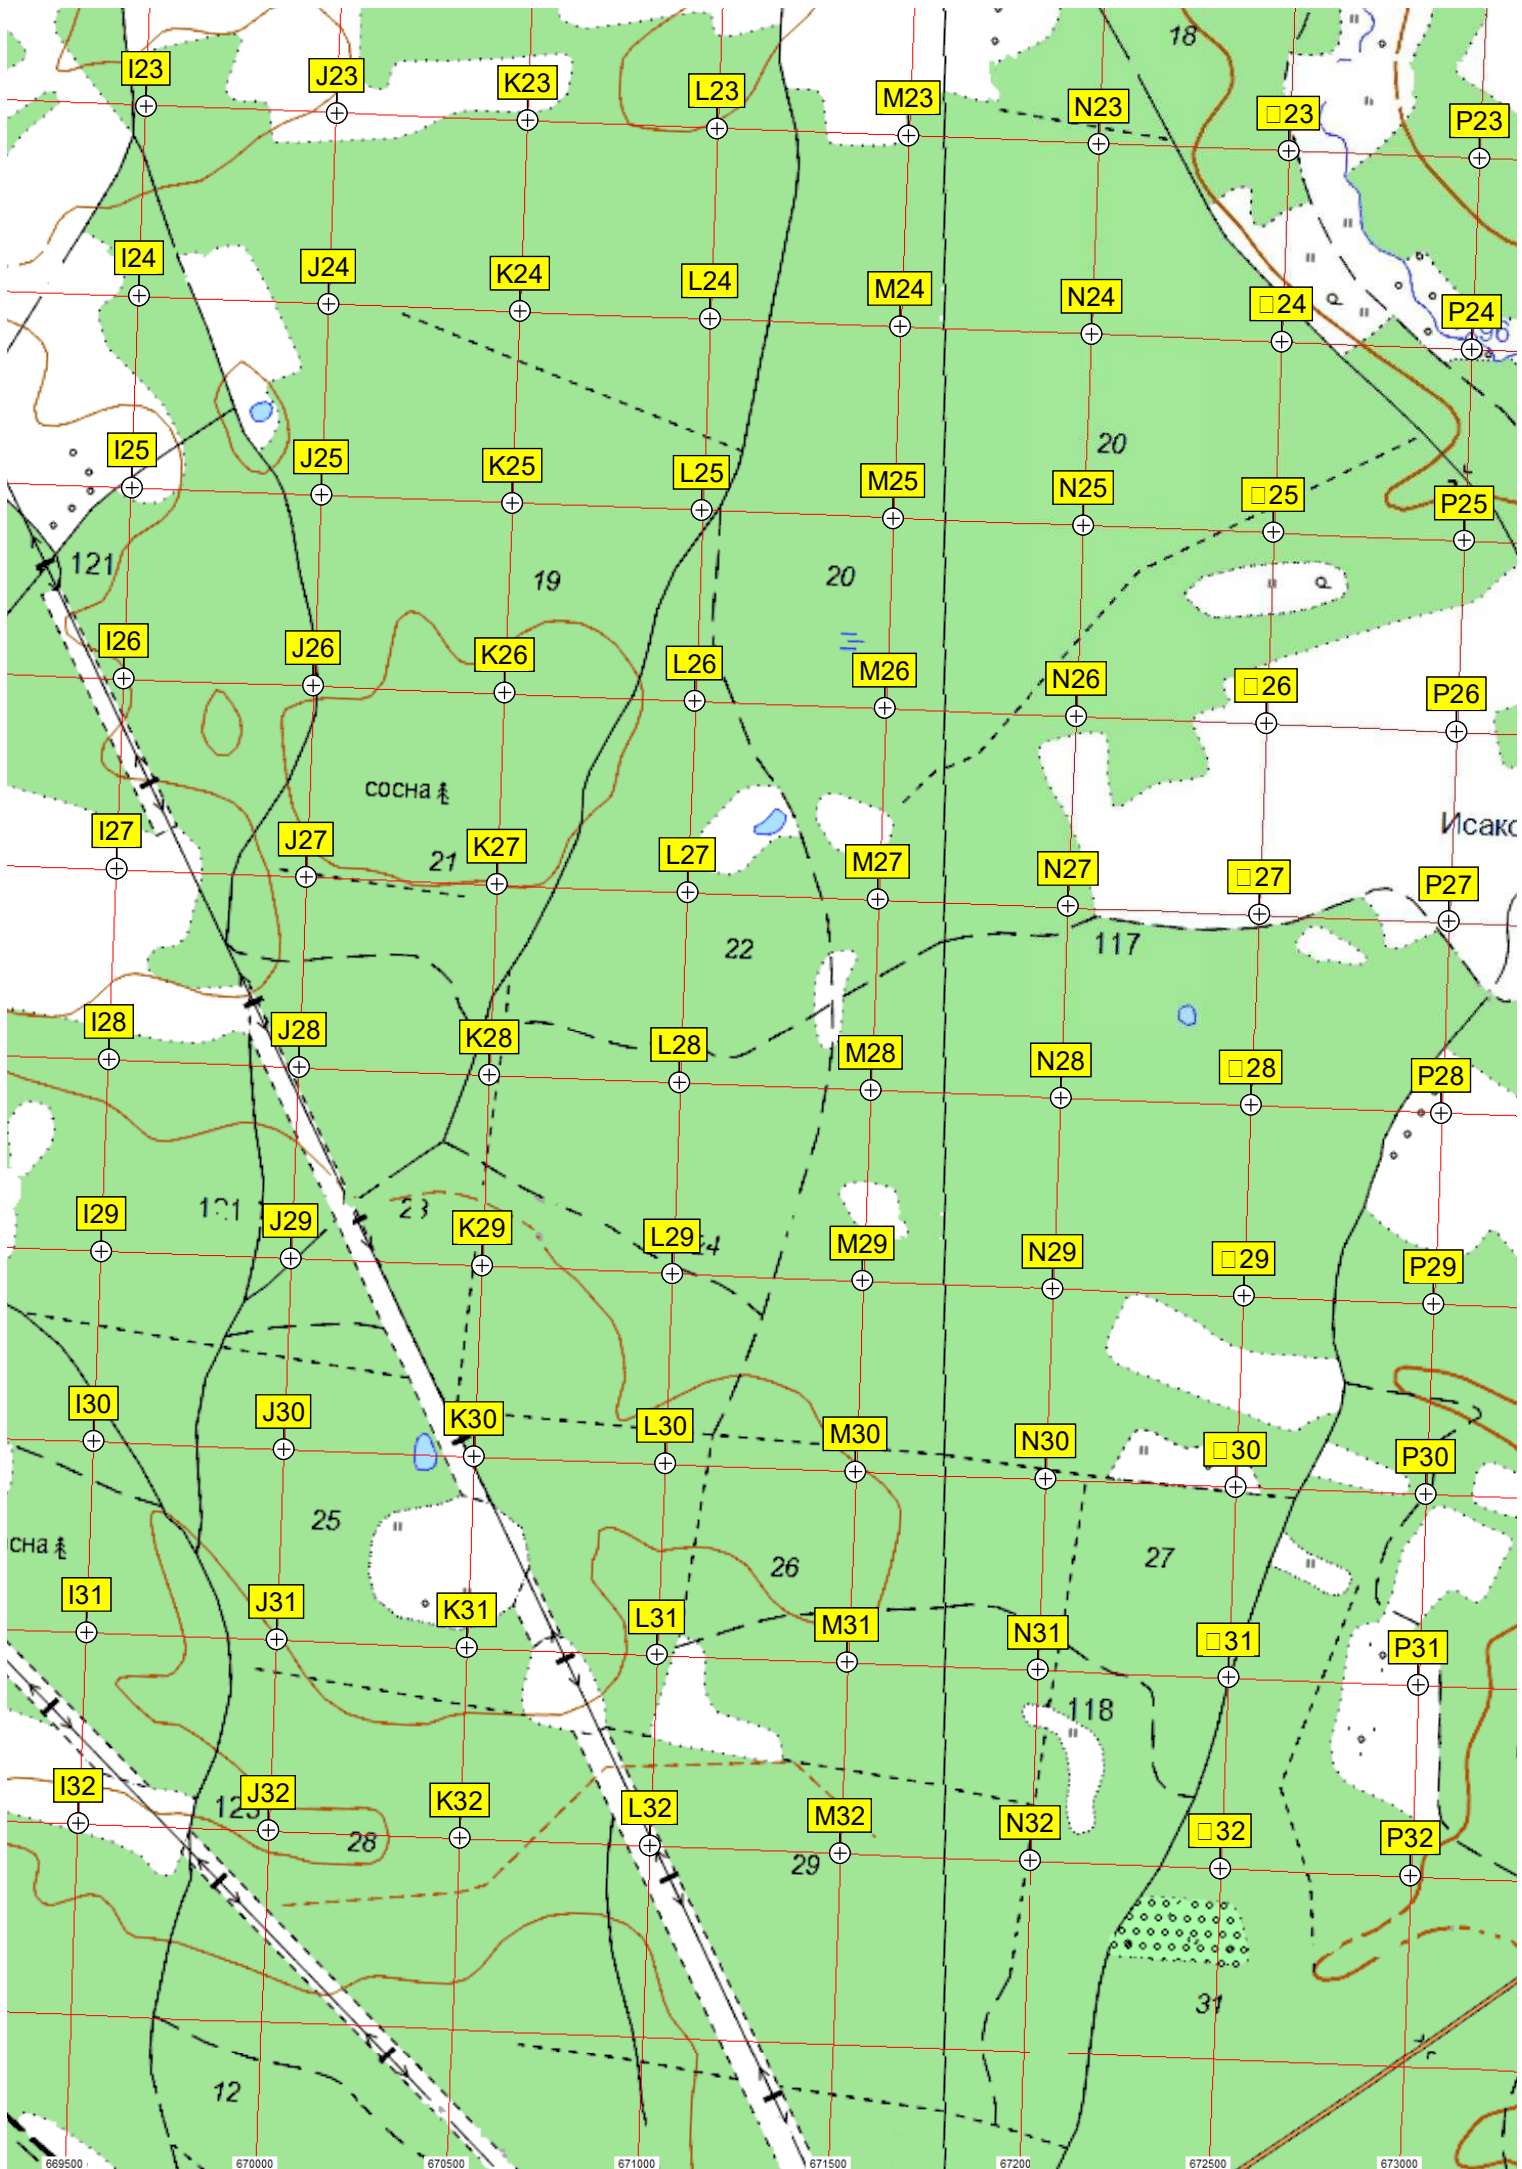 18
I23 J23 K23 L23 M23 N23 □23 P23
I24 J24 K24 L24 M24 N24 □24 P24
96
20
I25 J25 K25 L25 M25 N25 □25 P25
121 19 20
I26 J26 K26 L26 M26 N26 □26 P26
сосна
Исако
I27 J27 21 K27 L27 M27 N27 □27 P27
22 117
I28 J28 K28 L28 M28 N28 □28 P28
I29 J29 K29 L29 M29 N29 □29 P29
I30 J30 K30 L30 M30 N30 □30 P30
25
сна 26 27
I31 J31 K31 L31 M31 N31 □31 P31
118
I32 J32 K32 L32 M32 N32 □32 P32
28 29
31
12
669500 670000 670500 671000 671500 67200 672500 673000